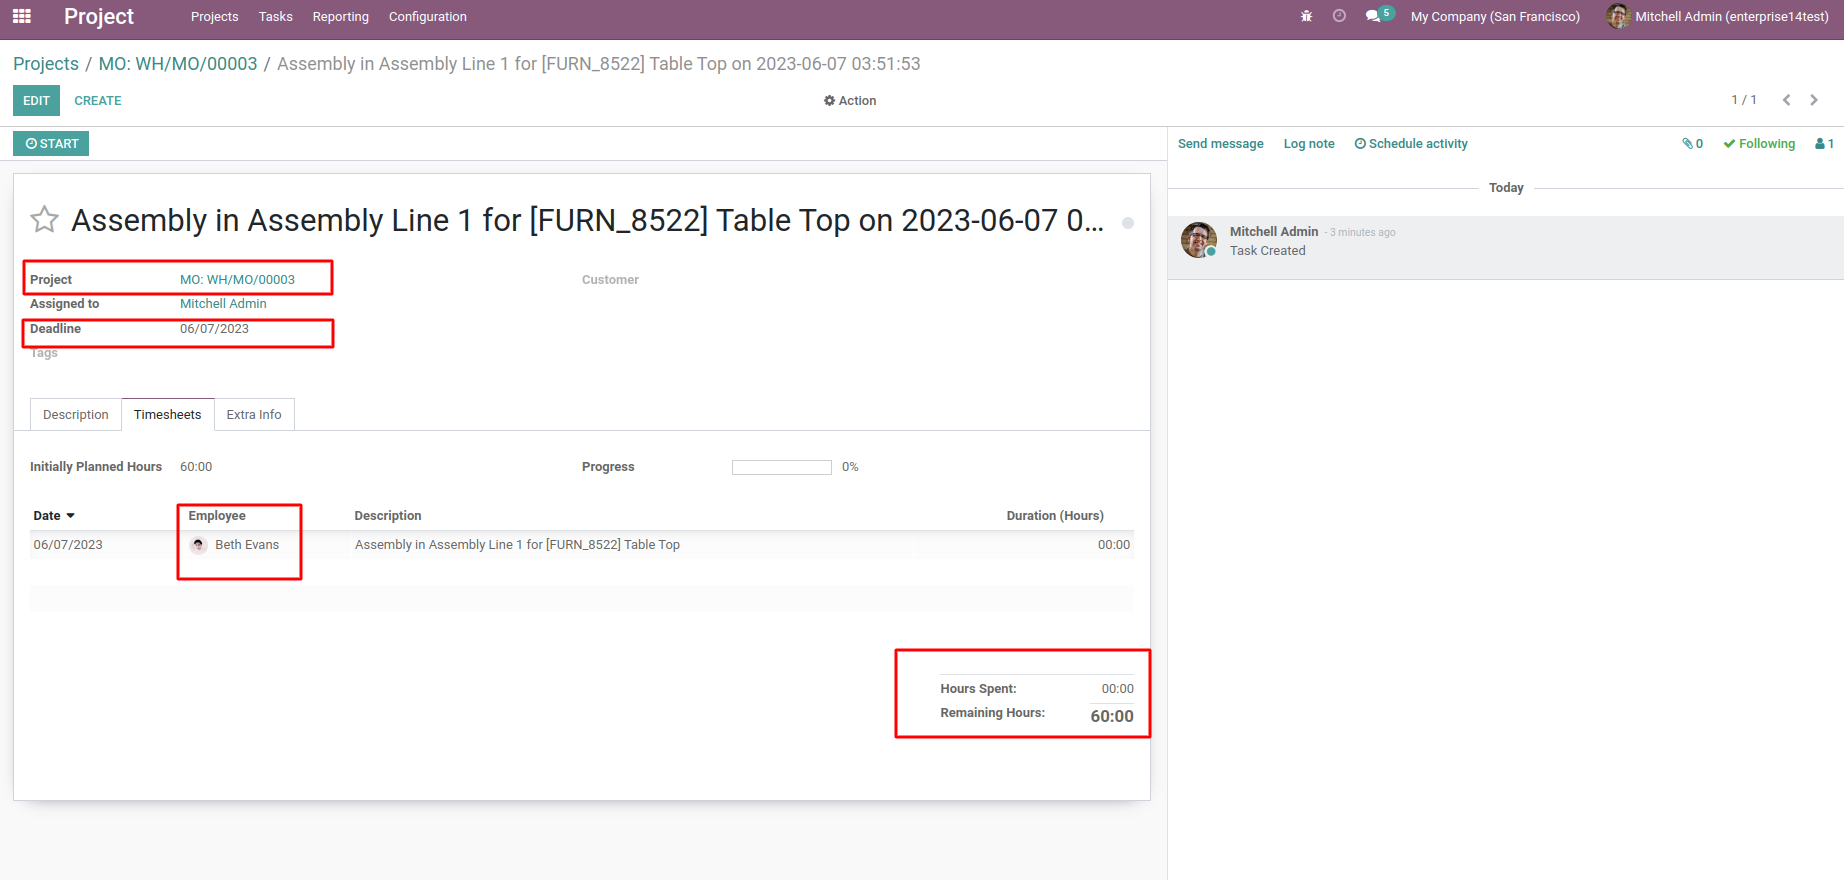 Project Projects Tasks Reporting Configuration 5 My Company (San Francisco) Mitchell Admin (enterprise14test)
Projects / MO: WH/MO/00003 / Assembly in Assembly Line 1 for [FURN_8522] Table Top on 2023-06-07 03:51:53
EDIT CREATE Action 1 / 1
START
Send message Log note Schedule activity 0 Following 1
Today
Mitchell Admin - 3 minutes ago
Task Created
Assembly in Assembly Line 1 for [FURN_8522] Table Top on 2023-06-07 0...
Project MO: WH/MO/00003 Customer
Assigned to Mitchell Admin
Deadline 06/07/2023
Tags
Description Timesheets Extra Info
Initially Planned Hours 60:00 Progress 0%
Date Employee Description Duration (Hours)
06/07/2023 Beth Evans Assembly in Assembly Line 1 for [FURN_8522] Table Top 00:00
Hours Spent: 00:00
Remaining Hours: 60:00